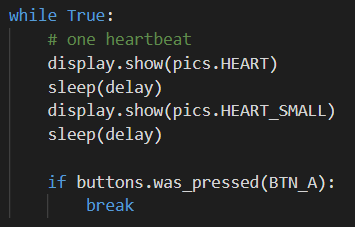 while True:
    # one heartbeat
    display.show(pics.HEART)
    sleep(delay)
    display.show(pics.HEART_SMALL)
    sleep(delay)

    if buttons.was_pressed(BTN_A):
        break